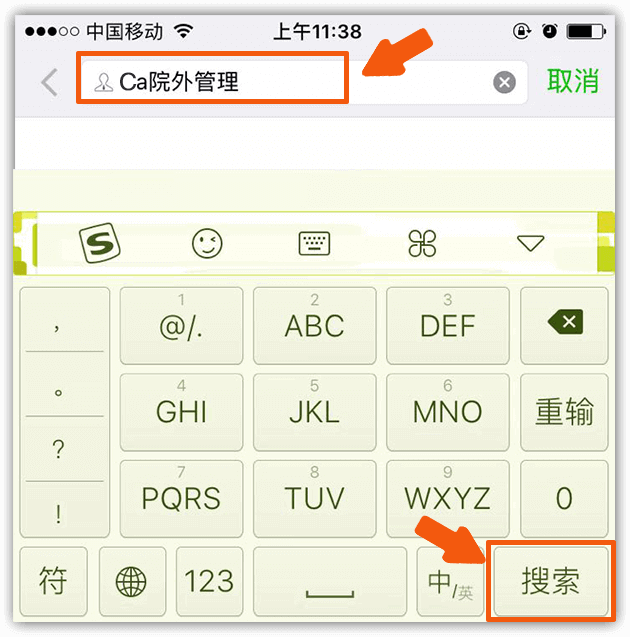 中国移动 上午11:38
Ca院外管理 取消
S
, 1 @/. 2 ABC 3 DEF
。 4 GHI 5 JKL 6 MNO 重输
? 7 PQRS 8 TUV 9 WXYZ 0
!
符 123 中/英 搜索